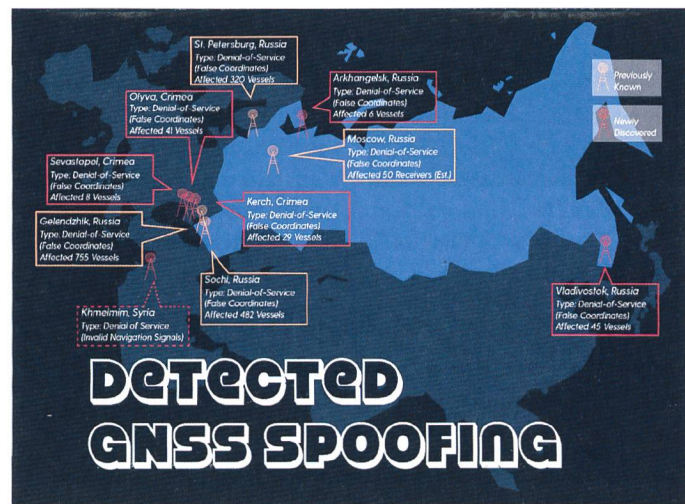 St. Petersburg, Russia
Type: Denial-of-Service
(False Coordinates)
Affected 320 Vessels
Arkhangelsk, Russia
Type: Denial-of-Service
(False Coordinates)
Affected 6 Vessels
Previously
Known
Newly
Discovered
Olyva, Crimea
Type: Denial-of-Service
(False Coordinates)
Affected 41 Vessels
Moscow, Russia
Type: Denial-of-Service
(False Coordinates)
Affected 50 Receivers (Est.)
Sevastopol, Crimea
Type: Denial-of-Service
(False Coordinates)
Affected 8 Vessels
Kerch, Crimea
Type: Denial-of-Service
(False Coordinates)
Affected 29 Vessels
Gelendzhik, Russia
Type: Denial-of-Service
(False Coordinates)
Affected 755 Vessels
Sochi, Russia
Type: Denial-of-Service
(False Coordinates)
Affected 482 Vessels
Vladivostok, Russia
Type: Denial-of-Service
(False Coordinates)
Affected 45 Vessels
Khmeimim, Syria
Type: Denial of Service
(Invalid Navigation Signals)
DETECTED
GNSS SPOOFING